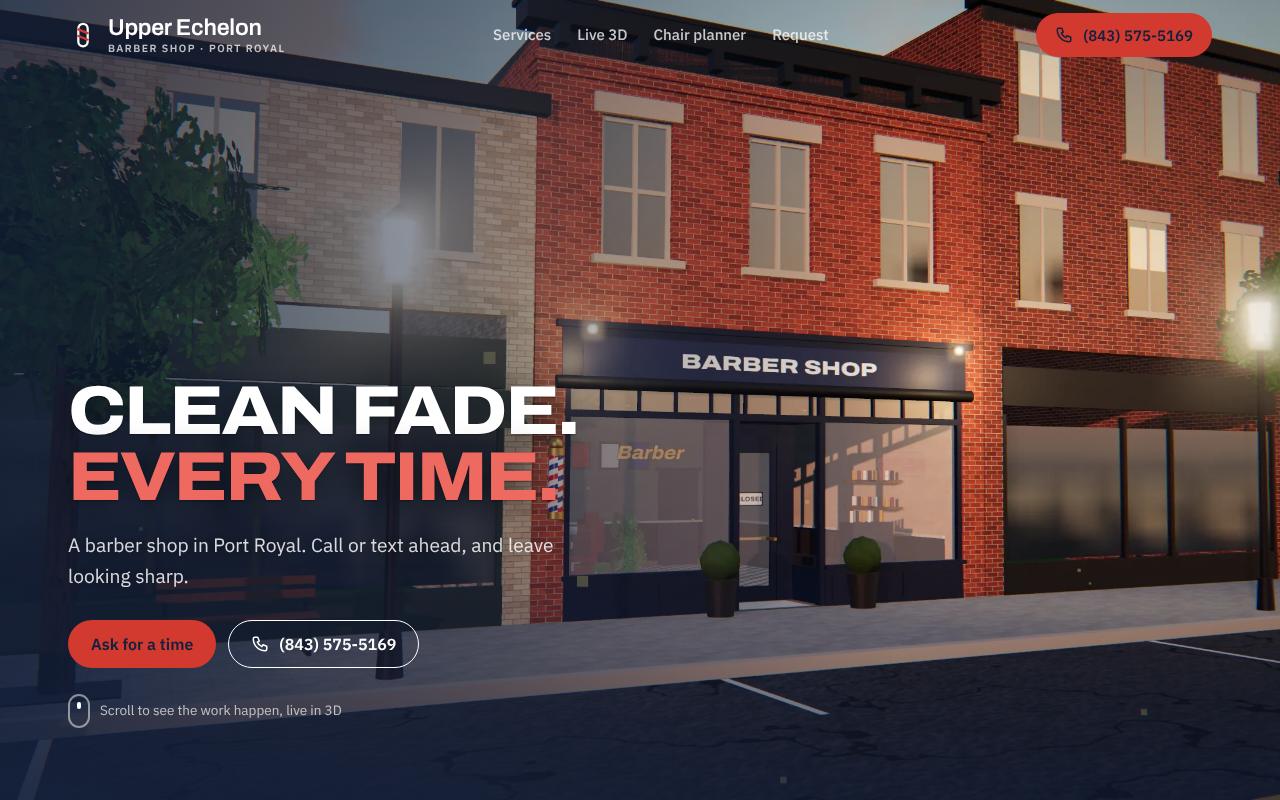 Upper Echelon
BARBER SHOP · PORT ROYAL
Services
Live 3D
Chair planner
Request
(843) 575-5169
BARBER SHOP
CLEAN FADE.
EVERY TIME.
Barber
A barber shop in Port Royal. Call or text ahead, and leave
looking sharp.
Ask for a time
(843) 575-5169
Scroll to see the work happen, live in 3D